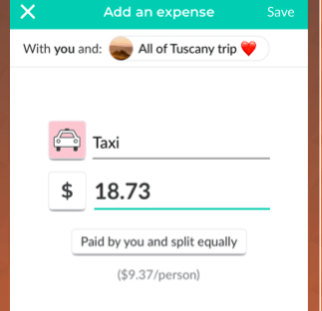 Add an expense Save
With you and: All of Tuscany trip ❤️
Taxi
$ 18.73
Paid by you and split equally
($9.37/person)